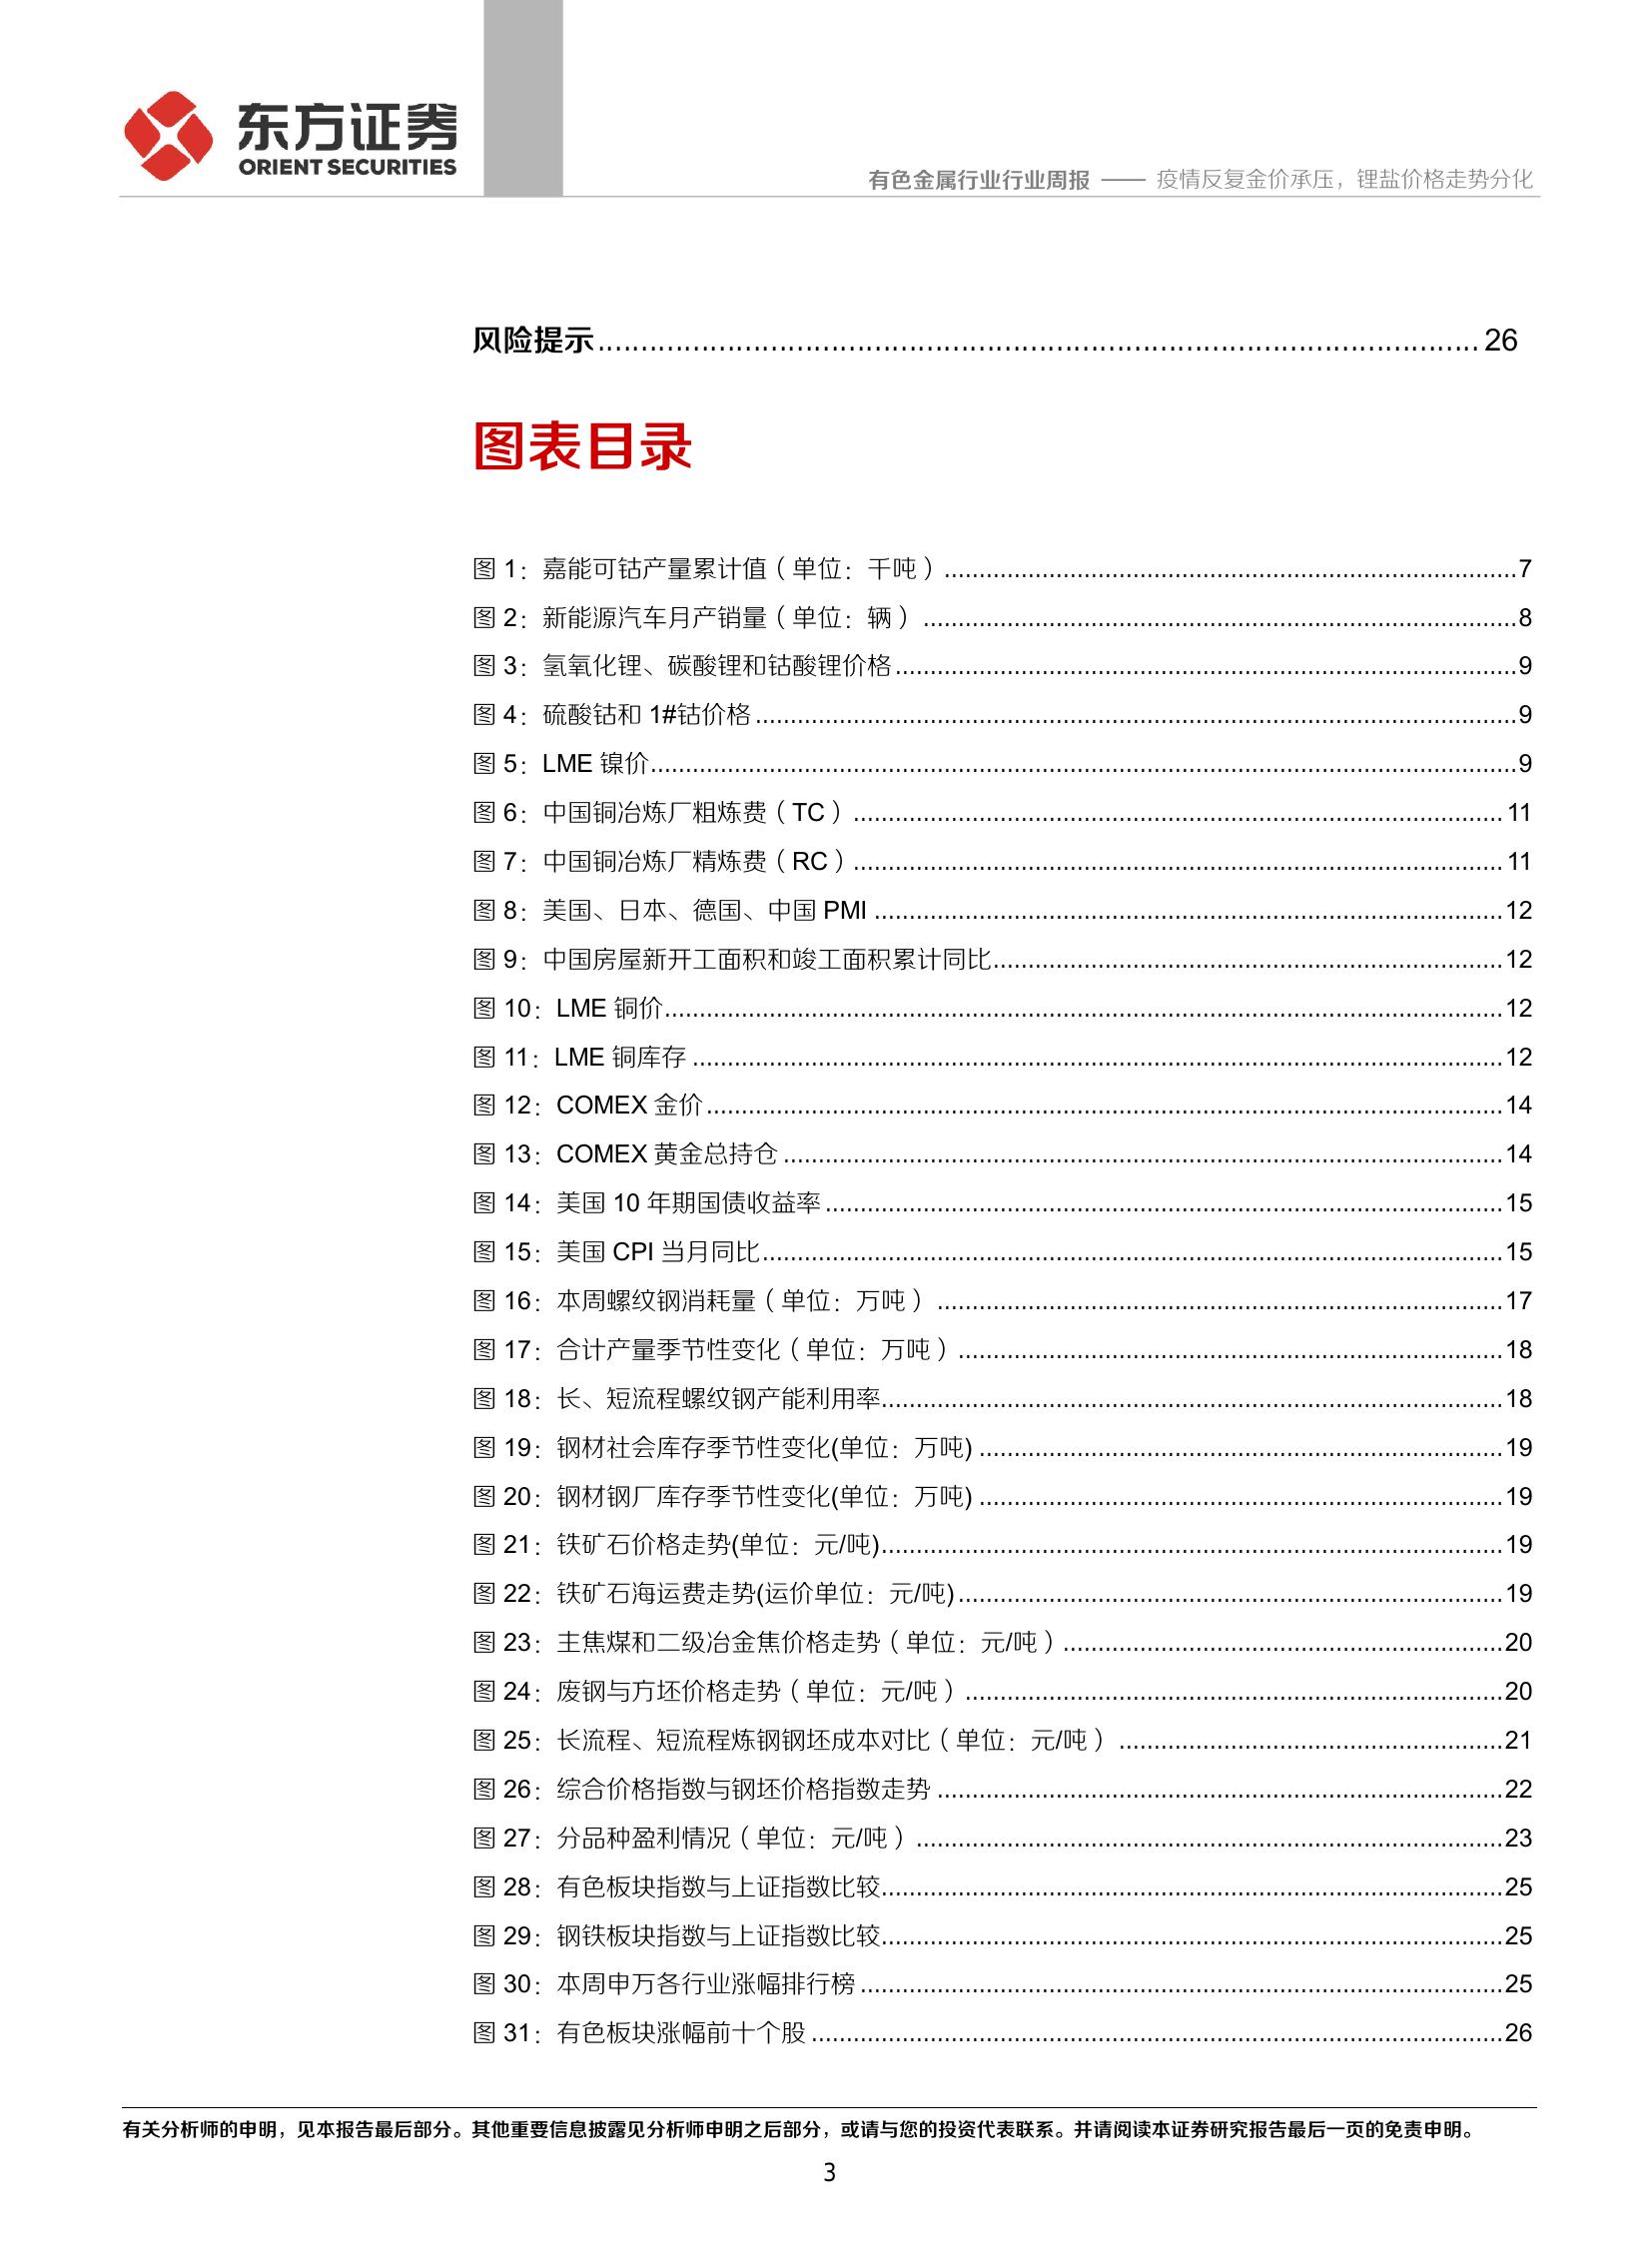 东方证券
ORIENT SECURITIES
有色金属行业行业周报 —— 疫情反复金价承压，锂盐价格走势分化
风险提示....................26
图表目录
图 1：嘉能可钴产量累计值（单位：千吨）....................7
图 2：新能源汽车月产销量（单位：辆）....................8
图 3：氢氧化锂、碳酸锂和钴酸锂价格....................9
图 4：硫酸钴和 1#钴价格....................9
图 5：LME 镍价....................9
图 6：中国铜冶炼厂粗炼费（TC）....................11
图 7：中国铜冶炼厂精炼费（RC）....................11
图 8：美国、日本、德国、中国 PMI....................12
图 9：中国房屋新开工面积和竣工面积累计同比....................12
图 10：LME 铜价....................12
图 11：LME 铜库存....................12
图 12：COMEX 金价....................14
图 13：COMEX 黄金总持仓....................14
图 14：美国 10 年期国债收益率....................15
图 15：美国 CPI 当月同比....................15
图 16：本周螺纹钢消耗量（单位：万吨）....................17
图 17：合计产量季节性变化（单位：万吨）....................18
图 18：长、短流程螺纹钢产能利用率....................18
图 19：钢材社会库存季节性变化(单位：万吨)....................19
图 20：钢材钢厂库存季节性变化(单位：万吨)....................19
图 21：铁矿石价格走势(单位：元/吨)....................19
图 22：铁矿石海运费走势(运价单位：元/吨)....................19
图 23：主焦煤和二级冶金焦价格走势（单位：元/吨）....................20
图 24：废钢与方坯价格走势（单位：元/吨）....................20
图 25：长流程、短流程炼钢钢坯成本对比（单位：元/吨）....................21
图 26：综合价格指数与钢坯价格指数走势....................22
图 27：分品种盈利情况（单位：元/吨）....................23
图 28：有色板块指数与上证指数比较....................25
图 29：钢铁板块指数与上证指数比较....................25
图 30：本周申万各行业涨幅排行榜....................25
图 31：有色板块涨幅前十个股....................26
有关分析师的申明，见本报告最后部分。其他重要信息披露见分析师申明之后部分，或请与您的投资代表联系。并请阅读本证券研究报告最后一页的免责申明。
3